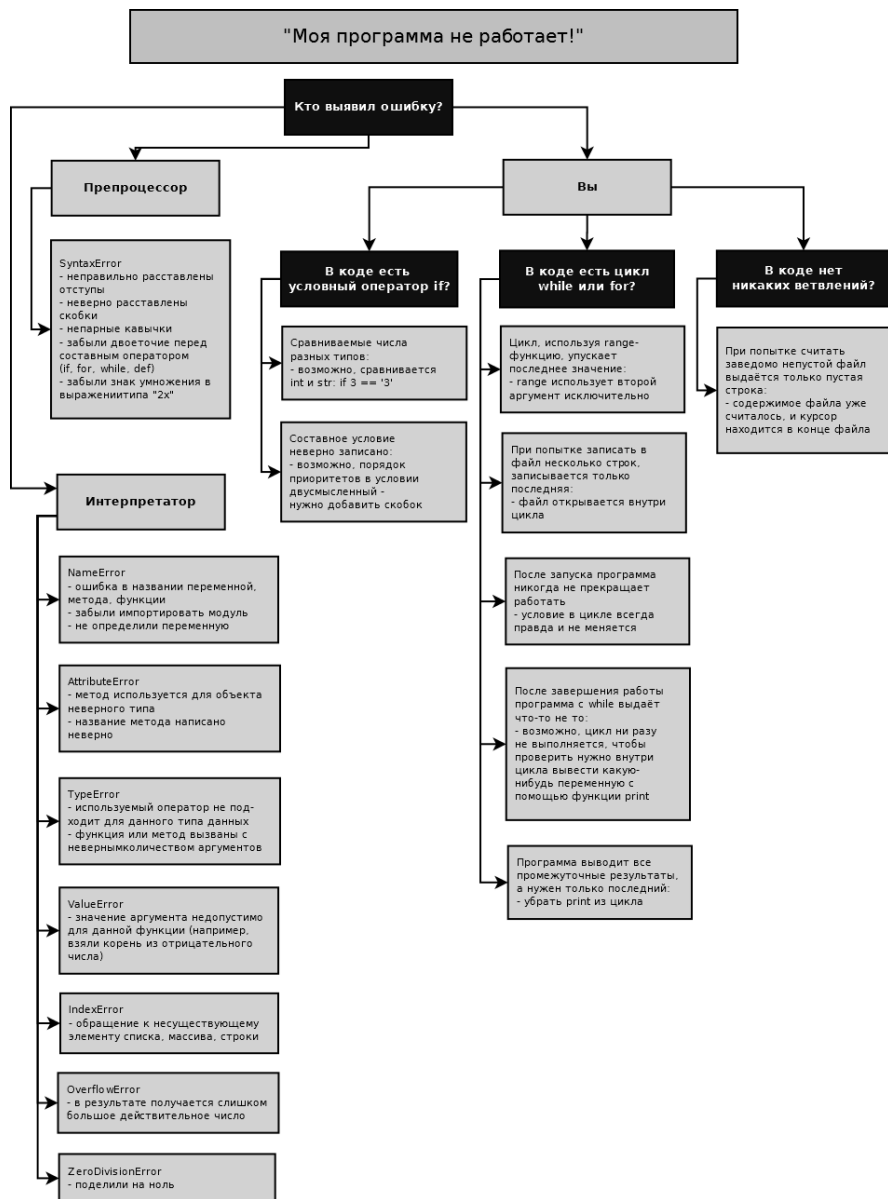 "Моя программа не работает!"
Кто выявил ошибку?
Препроцессор
SyntaxError
- неправильно расставлены
отступы
- неверно расставлены
скобки
- непарные кавычки
- забыли двоеточие перед
составным оператором
(if, for, while, def)
- забыли знак умножения в
выражениитипа "2x"
Интерпретатор
NameError
- ошибка в названии переменной,
метода, функции
- забыли импортировать модуль
- не определили переменную
AttributeError
- метод используется для объекта
неверного типа
- название метода написано
неверно
TypeError
- используемый оператор не под-
ходит для данного типа данных
- функция или метод вызваны с
невернымколичеством аргументов
ValueError
- значение аргумента недопустимо
для данной функции (например,
взяли корень из отрицательного
числа)
IndexError
- обращение к несуществующему
элементу списка, массива, строки
OverflowError
- в результате получается слишком
большое действительное число
ZeroDivisionError
- поделили на ноль
Вы
В коде есть
условный оператор if?
Сравниваемые числа
разных типов:
- возможно, сравнивается
int и str: if 3 == '3'
Составное условие
неверно записано:
- возможно, порядок
приоритетов в условии
двусмысленный -
нужно добавить скобок
В коде есть цикл
while или for?
Цикл, используя range-
функцию, упускает
последнее значение:
- range использует второй
аргумент исключительно
При попытке записать в
файл несколько строк,
записывается только
последняя:
- файл открывается внутри
цикла
После запуска программа
никогда не прекращает
работать
- условие в цикле всегда
правда и не меняется
После завершения работы
программа с while выдаёт
что-то не то:
- возможно, цикл ни разу
не выполняется, чтобы
проверить нужно внутри
цикла вывести какую-
нибудь переменную с
помощью функции print
Программа выводит все
промежуточные результаты,
а нужен только последний:
- убрать print из цикла
В коде нет
никаких ветвлений?
При попытке считать
заведомо непустой файл
выдаётся только пустая
строка:
- содержимое файла уже
считалось, и курсор
находится в конце файла